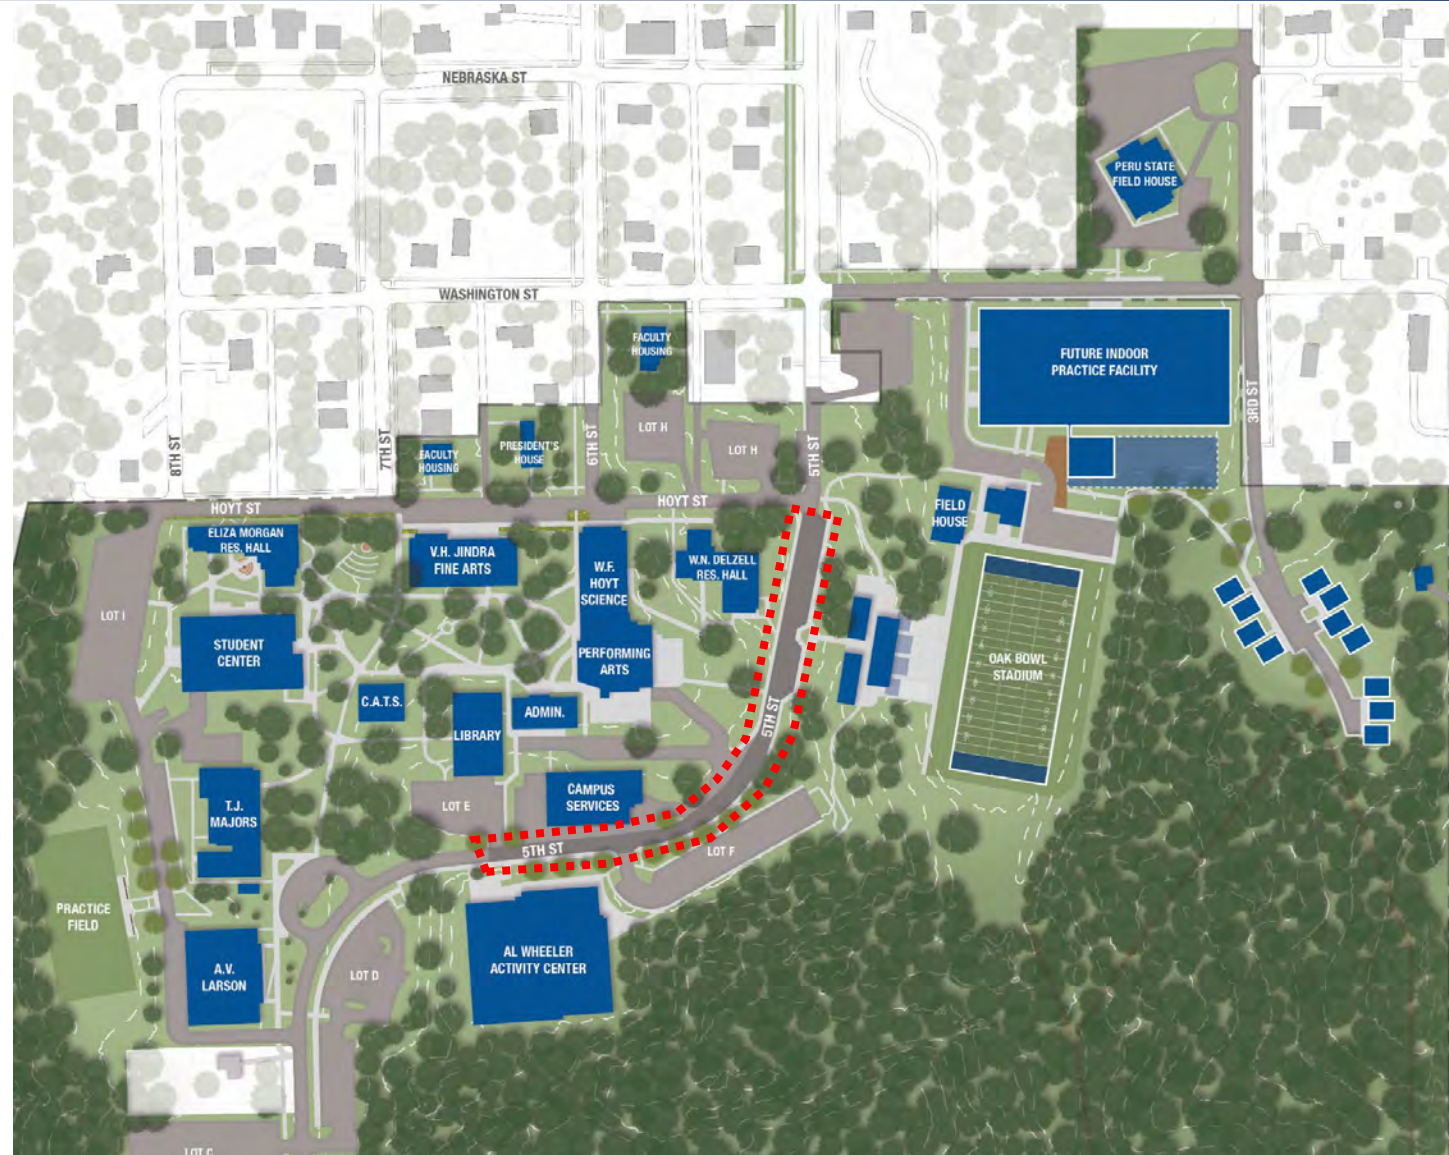 NEBRASKA ST
PERU STATE
FIELD HOUSE
WASHINGTON ST
FACULTY
HOUSING
FUTURE INDOOR
PRACTICE FACILITY
3RD ST
8TH ST
7TH ST
FACULTY
HOUSING
PRESIDENT'S
HOUSE
6TH ST
LOT H
LOT H
5TH ST
HOYT ST
HOYT ST
FIELD
HOUSE
ELIZA MORGAN
RES. HALL
V.H. JINDRA
FINE ARTS
W.F.
HOYT
SCIENCE
W.N. DELZELL
RES. HALL
LOT I
STUDENT
CENTER
PERFORMING
ARTS
OAK BOWL
STADIUM
C.A.T.S.
LIBRARY
ADMIN.
5TH ST
T.J.
MAJORS
LOT E
CAMPUS
SERVICES
5TH ST
LOT F
PRACTICE
FIELD
A.V.
LARSON
LOT D
AL WHEELER
ACTIVITY CENTER
LOT C